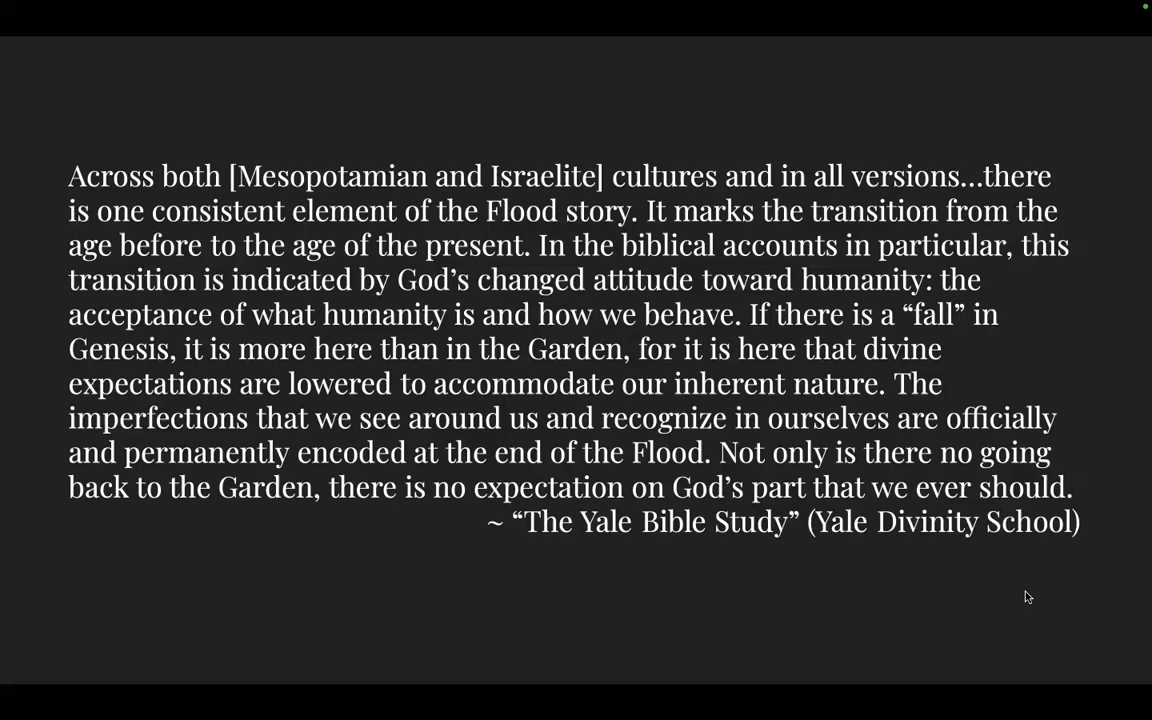 Across both [Mesopotamian and Israelite] cultures and in all versions...there
is one consistent element of the Flood story. It marks the transition from the
age before to the age of the present. In the biblical accounts in particular, this
transition is indicated by God’s changed attitude toward humanity: the
acceptance of what humanity is and how we behave. If there is a “fall” in
Genesis, it is more here than in the Garden, for it is here that divine
expectations are lowered to accommodate our inherent nature. The
imperfections that we see around us and recognize in ourselves are officially
and permanently encoded at the end of the Flood. Not only is there no going
back to the Garden, there is no expectation on God’s part that we ever should.
~ “The Yale Bible Study” (Yale Divinity School)